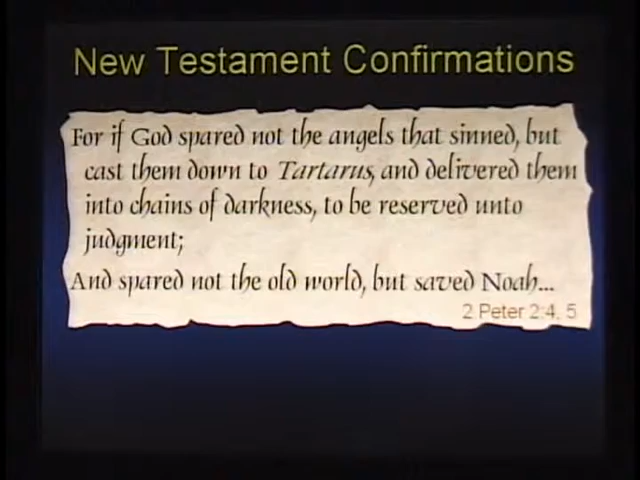 New Testament Confirmations
For if God spared not the angels that sinned, but
cast them down to Tartarus, and delivered them
into chains of darkness, to be reserved unto
judgment;
And spared not the old world, but saved Noah...
2 Peter 2:4, 5